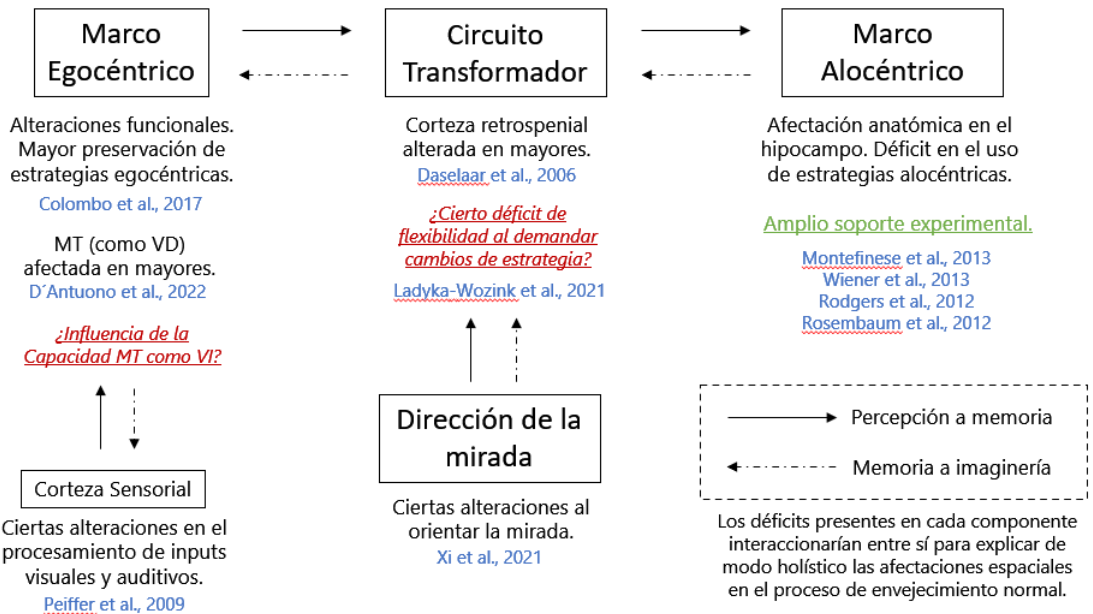 Marco
Egocéntrico
Circuito
Transformador
Marco
Alocéntrico
Alteraciones funcionales.
Mayor preservación de
estrategias egocéntricas.
Colombo et al., 2017
MT (como VD)
afectada en mayores.
D´Antuono et al., 2022
¿Influencia de la
Capacidad MT como VI?
Corteza Sensorial
Ciertas alteraciones en el
procesamiento de inputs
visuales y auditivos.
Peiffer et al., 2009
Corteza retrospenial
alterada en mayores.
Daselaar et al., 2006
¿Cierto déficit de
flexibilidad al demandar
cambios de estrategia?
Ladyka-Wozink et al., 2021
Dirección de la
mirada
Ciertas alteraciones al
orientar la mirada.
Xi et al., 2021
Afectación anatómica en el
hipocampo. Déficit en el uso
de estrategias alocéntricas.
Amplio soporte experimental.
Montefinese et al., 2013
Wiener et al., 2013
Rodgers et al., 2012
Rosembaum et al., 2012
Percepción a memoria
Memoria a imaginería
Los déficits presentes en cada componente
interaccionarían entre sí para explicar de
modo holístico las afectaciones espaciales
en el proceso de envejecimiento normal.